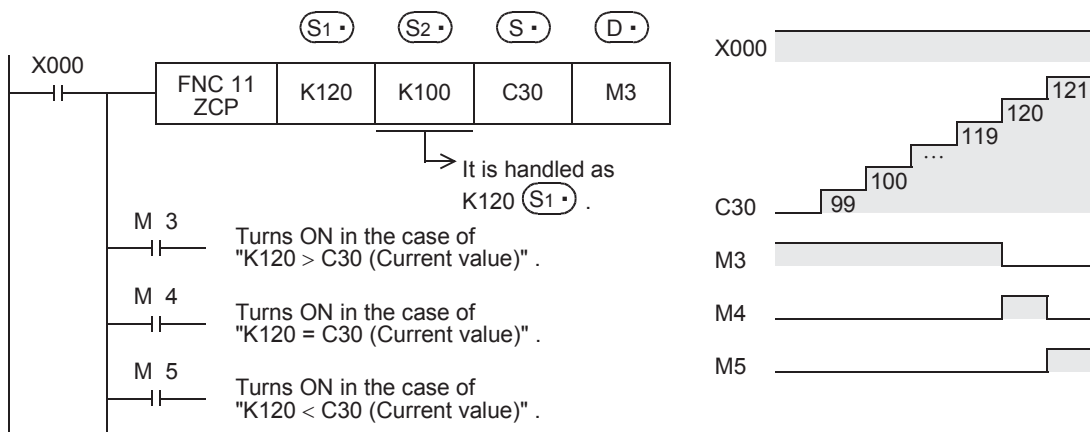 S1 · S2 · S · D ·
X000
FNC 11
ZCP
K120
K100
C30
M3
It is handled as
K120 S1 · .
M 3
Turns ON in the case of
"K120 > C30 (Current value)" .
M 4
Turns ON in the case of
"K120 = C30 (Current value)" .
M 5
Turns ON in the case of
"K120 < C30 (Current value)" .
X000
121
120
119
...
100
C30
99
M3
M4
M5